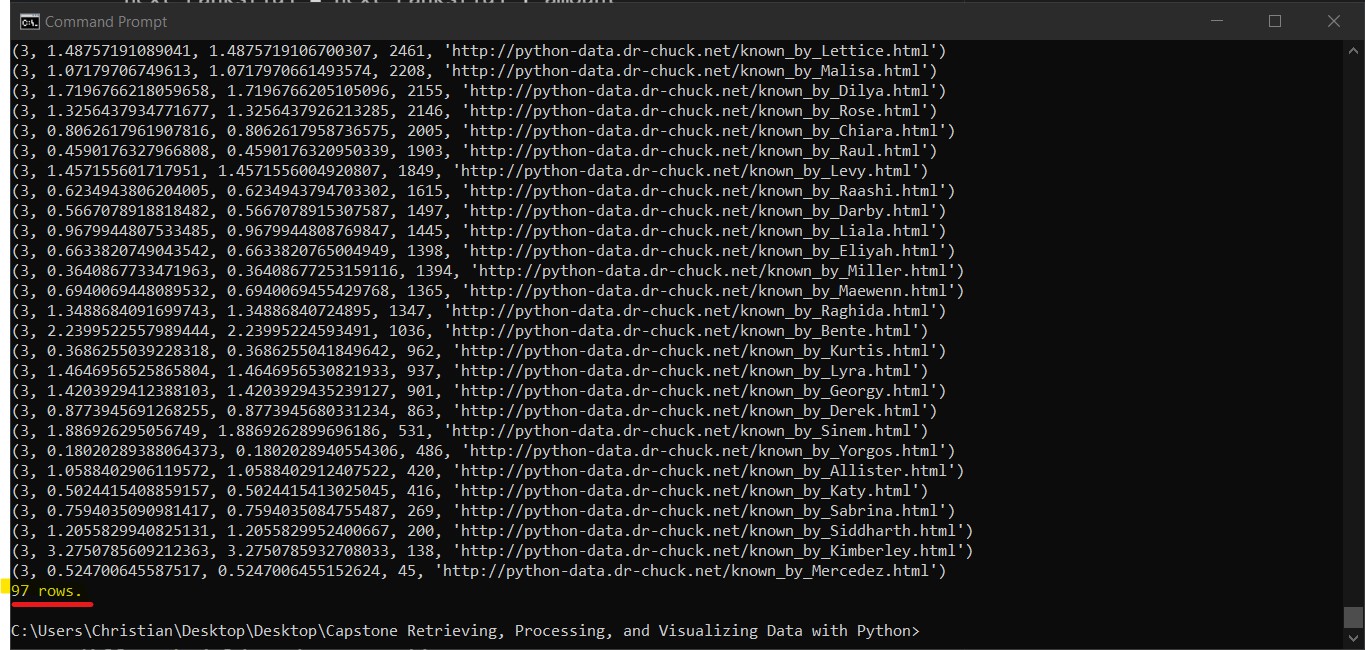 Command Prompt
(3, 1.48757191089041, 1.4875719106700307, 2461, 'http://python-data.dr-chuck.net/known_by_Lettice.html')
(3, 1.07179706749613, 1.0717970661493574, 2208, 'http://python-data.dr-chuck.net/known_by_Malisa.html')
(3, 1.7196766218059658, 1.7196766205105096, 2155, 'http://python-data.dr-chuck.net/known_by_Dilya.html')
(3, 1.3256437934771677, 1.3256437926213285, 2146, 'http://python-data.dr-chuck.net/known_by_Rose.html')
(3, 0.8062617961907816, 0.8062617958736575, 2005, 'http://python-data.dr-chuck.net/known_by_Chiara.html')
(3, 0.4590176327966808, 0.4590176320950339, 1903, 'http://python-data.dr-chuck.net/known_by_Raul.html')
(3, 1.457155601717951, 1.4571556004920807, 1849, 'http://python-data.dr-chuck.net/known_by_Levy.html')
(3, 0.6234943806204005, 0.6234943794703302, 1615, 'http://python-data.dr-chuck.net/known_by_Raashi.html')
(3, 0.5667078918818482, 0.5667078915307587, 1497, 'http://python-data.dr-chuck.net/known_by_Darby.html')
(3, 0.9679944807533485, 0.9679944808769847, 1445, 'http://python-data.dr-chuck.net/known_by_Liala.html')
(3, 0.6633820749043542, 0.6633820765004949, 1398, 'http://python-data.dr-chuck.net/known_by_Eliyah.html')
(3, 0.3640867733471963, 0.36408677253159116, 1394, 'http://python-data.dr-chuck.net/known_by_Miller.html')
(3, 0.6940069448089532, 0.6940069455429768, 1365, 'http://python-data.dr-chuck.net/known_by_Maewenn.html')
(3, 1.3488684091699743, 1.34886840724895, 1347, 'http://python-data.dr-chuck.net/known_by_Raghida.html')
(3, 2.2399522557989444, 2.23995224593491, 1036, 'http://python-data.dr-chuck.net/known_by_Bente.html')
(3, 0.3686255039228318, 0.3686255041849642, 962, 'http://python-data.dr-chuck.net/known_by_Kurtis.html')
(3, 1.4646956525865804, 1.4646956530821933, 937, 'http://python-data.dr-chuck.net/known_by_Lyra.html')
(3, 1.4203929412388103, 1.4203929435239127, 901, 'http://python-data.dr-chuck.net/known_by_Georgy.html')
(3, 0.8773945691268255, 0.8773945680331234, 863, 'http://python-data.dr-chuck.net/known_by_Derek.html')
(3, 1.886926295056749, 1.8869262899696186, 531, 'http://python-data.dr-chuck.net/known_by_Sinem.html')
(3, 0.18020289388064373, 0.1802028940554306, 486, 'http://python-data.dr-chuck.net/known_by_Yorgos.html')
(3, 1.0588402906119572, 1.0588402912407522, 420, 'http://python-data.dr-chuck.net/known_by_Allister.html')
(3, 0.5024415408859157, 0.5024415413025045, 416, 'http://python-data.dr-chuck.net/known_by_Katy.html')
(3, 0.7594035090981417, 0.7594035084755487, 269, 'http://python-data.dr-chuck.net/known_by_Sabrina.html')
(3, 1.2055829940825131, 1.2055829952400667, 200, 'http://python-data.dr-chuck.net/known_by_Siddharth.html')
(3, 3.2750785609212363, 3.2750785932708033, 138, 'http://python-data.dr-chuck.net/known_by_Kimberley.html')
(3, 0.524700645587517, 0.5247006455152624, 45, 'http://python-data.dr-chuck.net/known_by_Mercedez.html')
97 rows.
C:\Users\Christian\Desktop\Desktop\Capstone Retrieving, Processing, and Visualizing Data with Python>